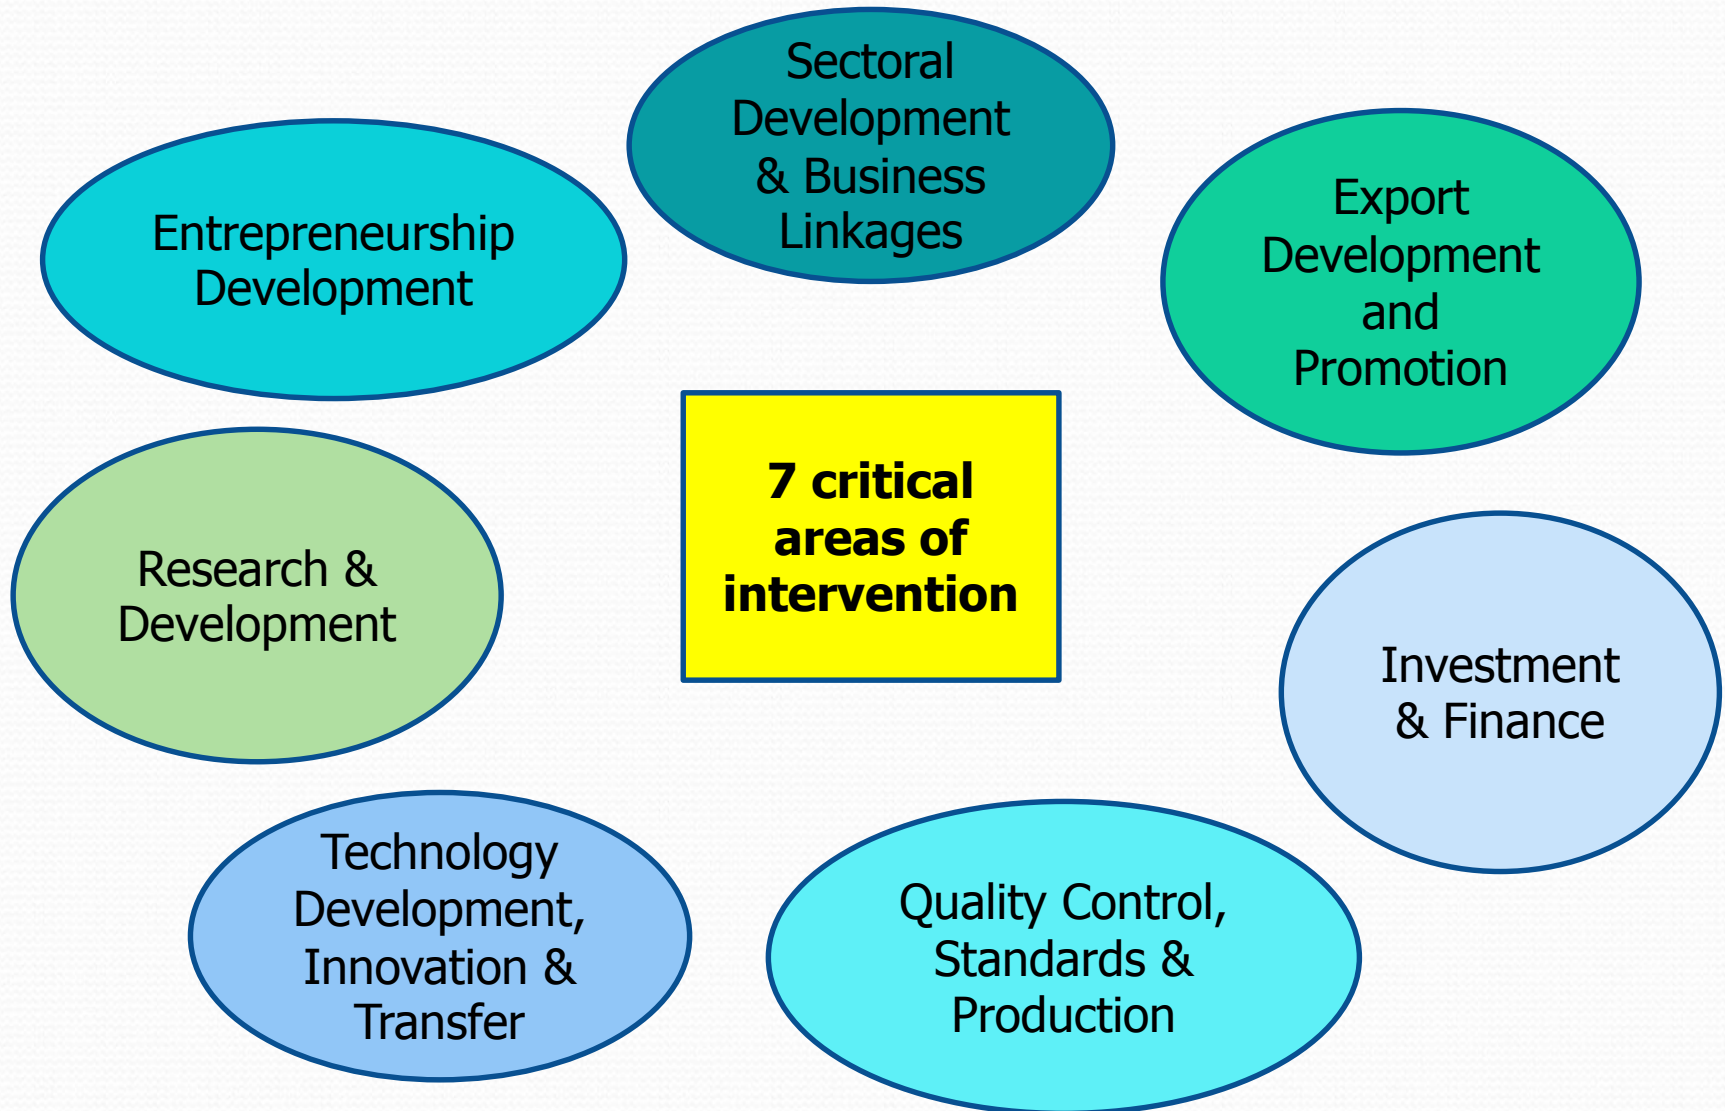 Sectoral
Development
& Business
Linkages
Entrepreneurship
Development
Export
Development
and
Promotion
7 critical
areas of
intervention
Research &
Development
Investment
& Finance
Technology
Development,
Innovation &
Transfer
Quality Control,
Standards &
Production